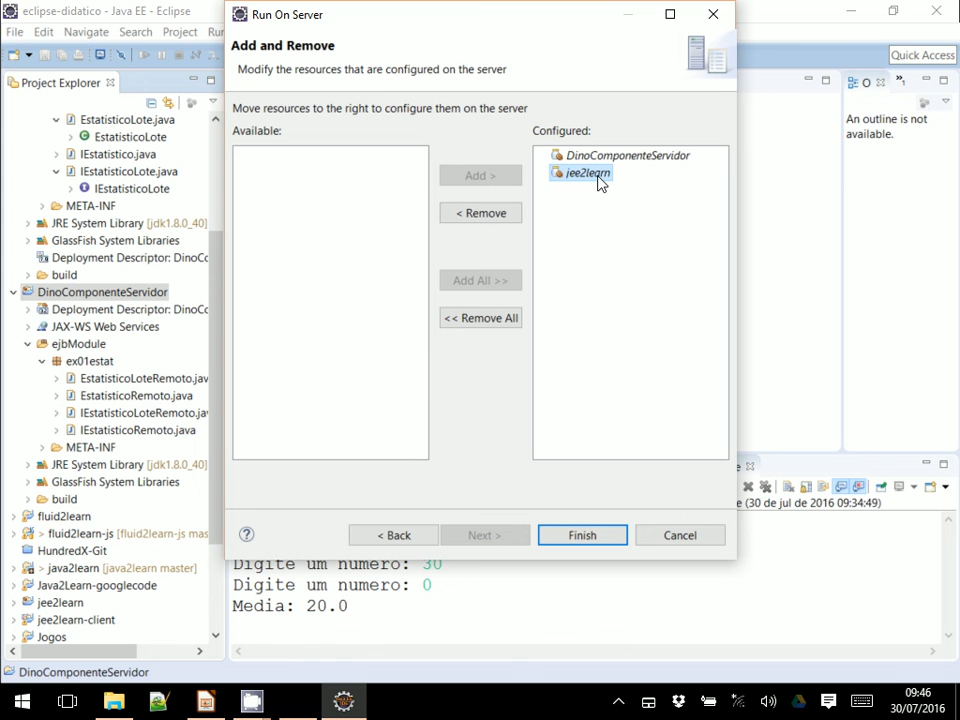 eclipse-didatico - Java EE - Eclipse
File Edit Navigate Search Project Run
Quick Access
Project Explorer
EstatisticoLote.java
EstatisticoLote
IEstatistico.java
IEstatisticoLote.java
IEstatisticoLote
META-INF
JRE System Library [jdk1.8.0_40]
GlassFish System Libraries
Deployment Descriptor: DinoCo
build
DinoComponenteServidor
Deployment Descriptor: DinoCo
JAX-WS Web Services
ejbModule
ex01estat
EstatisticoLoteRemoto.java
EstatisticoRemoto.java
IEstatisticoLoteRemoto.java
IEstatisticoRemoto.java
META-INF
JRE System Library [jdk1.8.0_40]
GlassFish System Libraries
build
fluid2learn
> fluid2learn-js [fluid2learn-js mas
HundredX-Git
> java2learn [java2learn master]
Java2Learn-googlecode
jee2learn
jee2learn-client
Jogos
DinoComponenteServidor
Run On Server
Add and Remove
Modify the resources that are configured on the server
Move resources to the right to configure them on the server
Available:
Configured:
DinoComponenteServidor
jee2learn
Add >
< Remove
Add All >>
<< Remove All
< Back
Next >
Finish
Cancel
O
An outline is not
available.
e (30 de jul de 2016 09:34:49)
Digite um numero: 30
Digite um numero: 0
Media: 20.0
09:46
30/07/2016